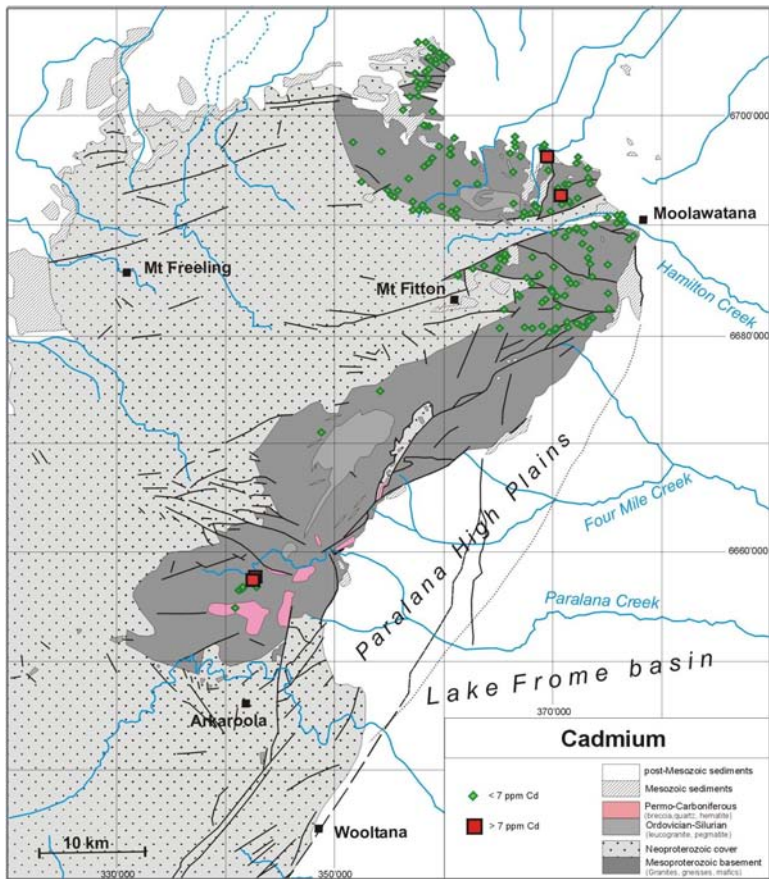 6700'000
Moolawatana
Mt Freeling
Mt Fitton
Hamilton Creek
6680'000
Paralana High Plains
Four Mile Creek
6660'000
Paralana Creek
Lake Frome basin
Arkaroola
370'000
Cadmium
< 7 ppm Cd
> 7 ppm Cd
post-Mesozoic sediments
Mesozoic sediments
Permo-Carboniferous
(breccia/quartz, hematite)
Ordovician-Silurian
(leucogranite, pegmatite)
Neoproterozoic cover
Mesoproterozoic basement
(Granites, gneisses, mafics)
Wooltana
10 km
330'000
350'000